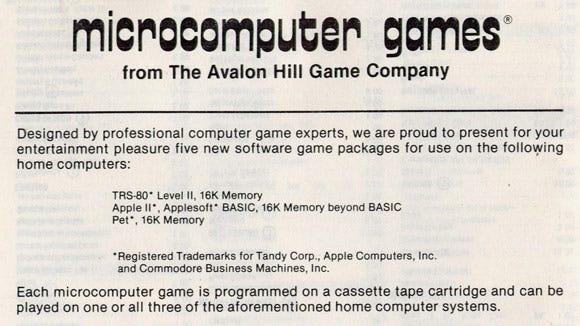 microcomputer games®
from The Avalon Hill Game Company
Designed by professional computer game experts, we are proud to present for your
entertainment pleasure five new software game packages for use on the following
home computers:
TRS-80* Level II, 16K Memory
Apple II*, Applesoft* BASIC, 16K Memory beyond BASIC
Pet*, 16K Memory
*Registered Trademarks for Tandy Corp., Apple Computers, Inc.
and Commodore Business Machines, Inc.
Each microcomputer game is programmed on a cassette tape cartridge and can be
played on one or all three of the aforementioned home computer systems.